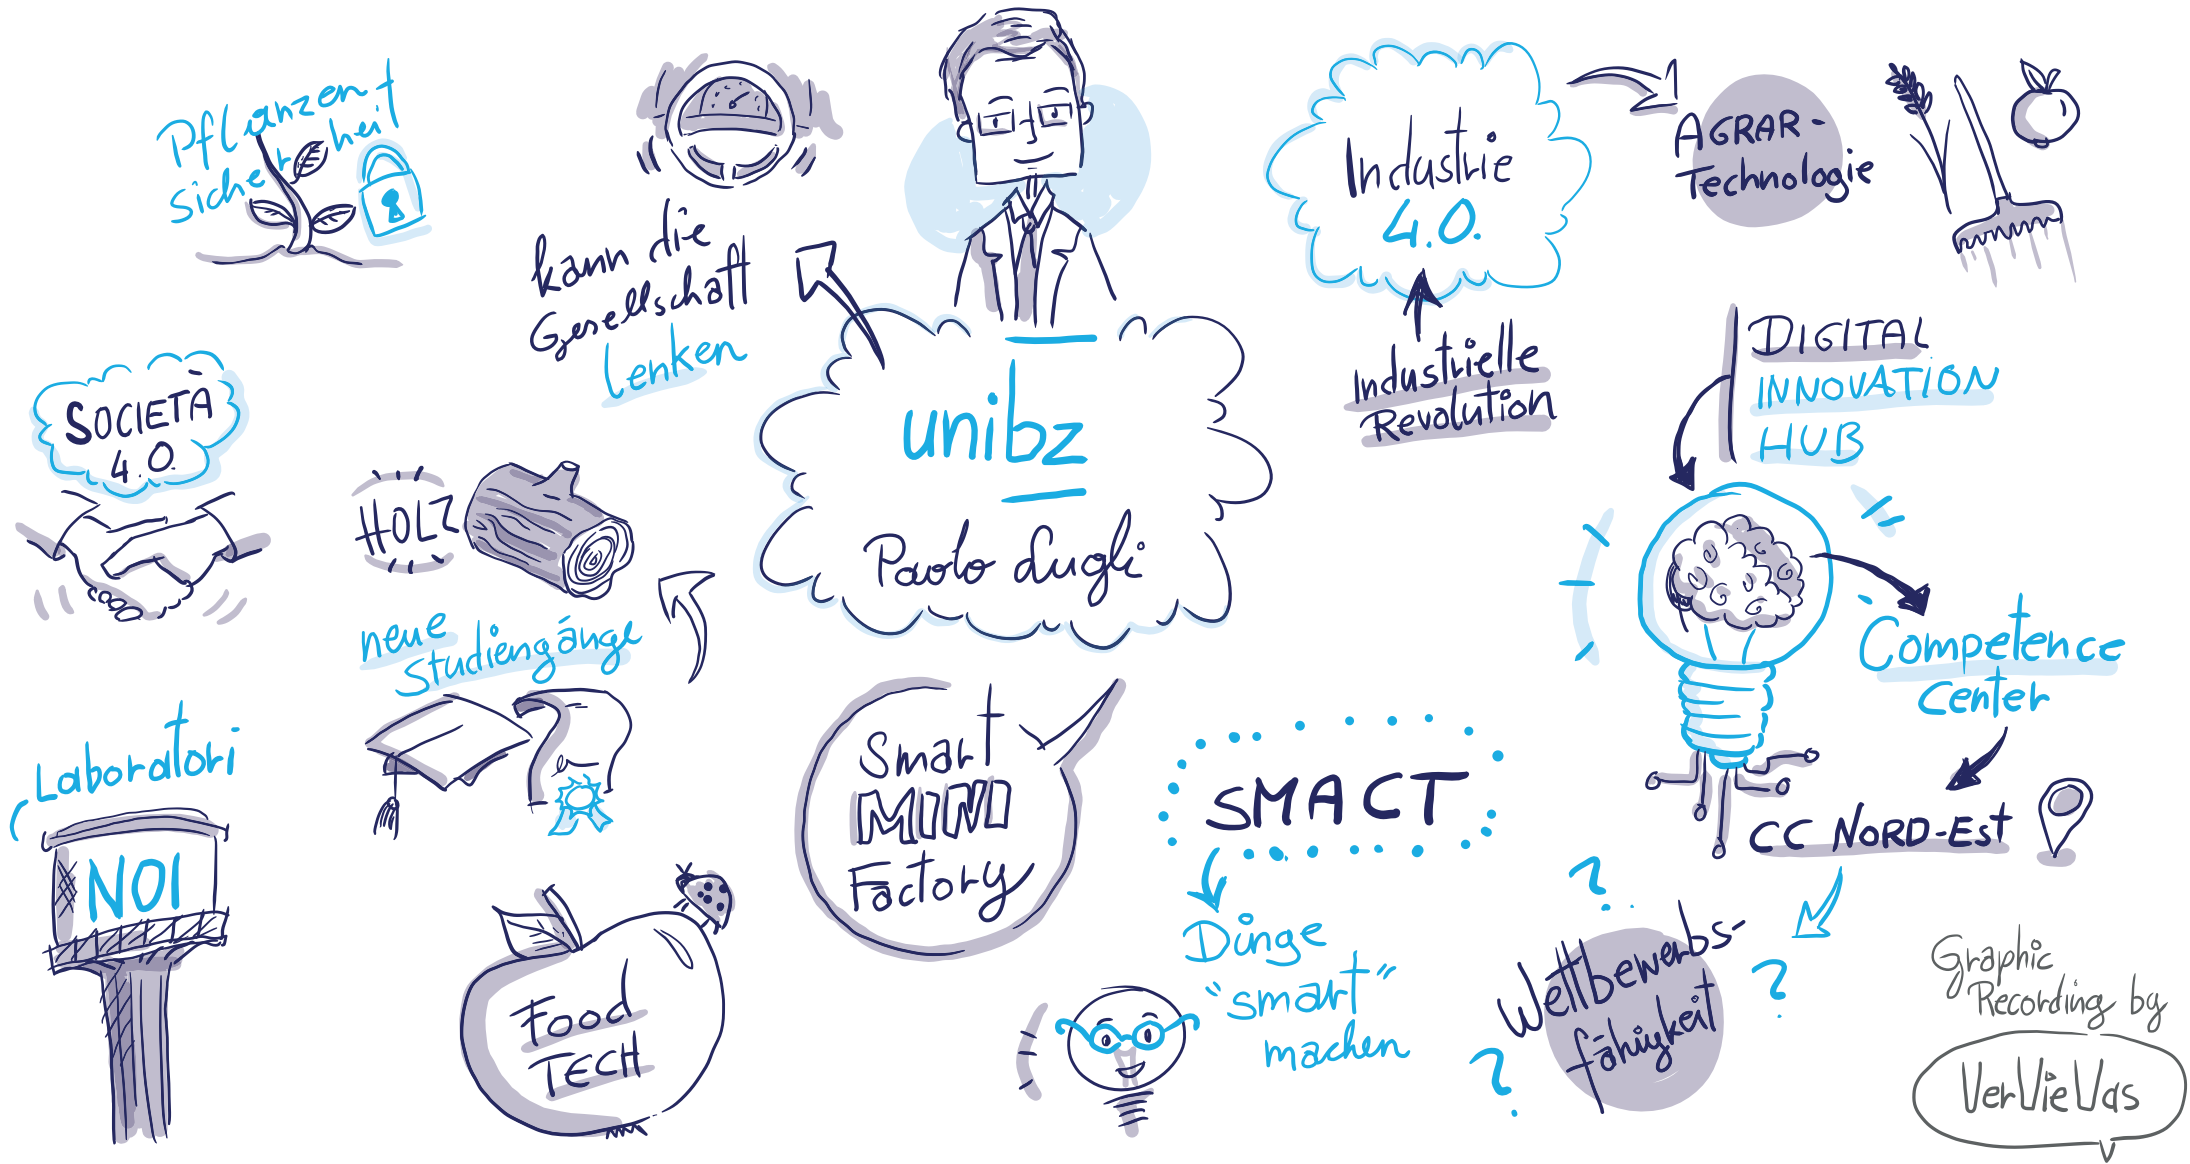 Pflanzen-
sicherheit
kann die
Gesellschaft
Lenken
Industrie
4.0.
Industrielle
Revolution
AGRAR-
Technologie
DIGITAL
INNOVATION
HUB
SOCIETÀ
4.0.
HOLZ
neue
Studiengänge
unibz
Paolo Lugli
Competence
Center
CC NORD-EST
Laboratori
NOI
Food
TECH
Smart
MINI
Factory
SMACT
Dinge
"smart"
machen
?
Wettbewerbs-
fähigkeit
?
?
Graphic
Recording by
VerVieVas